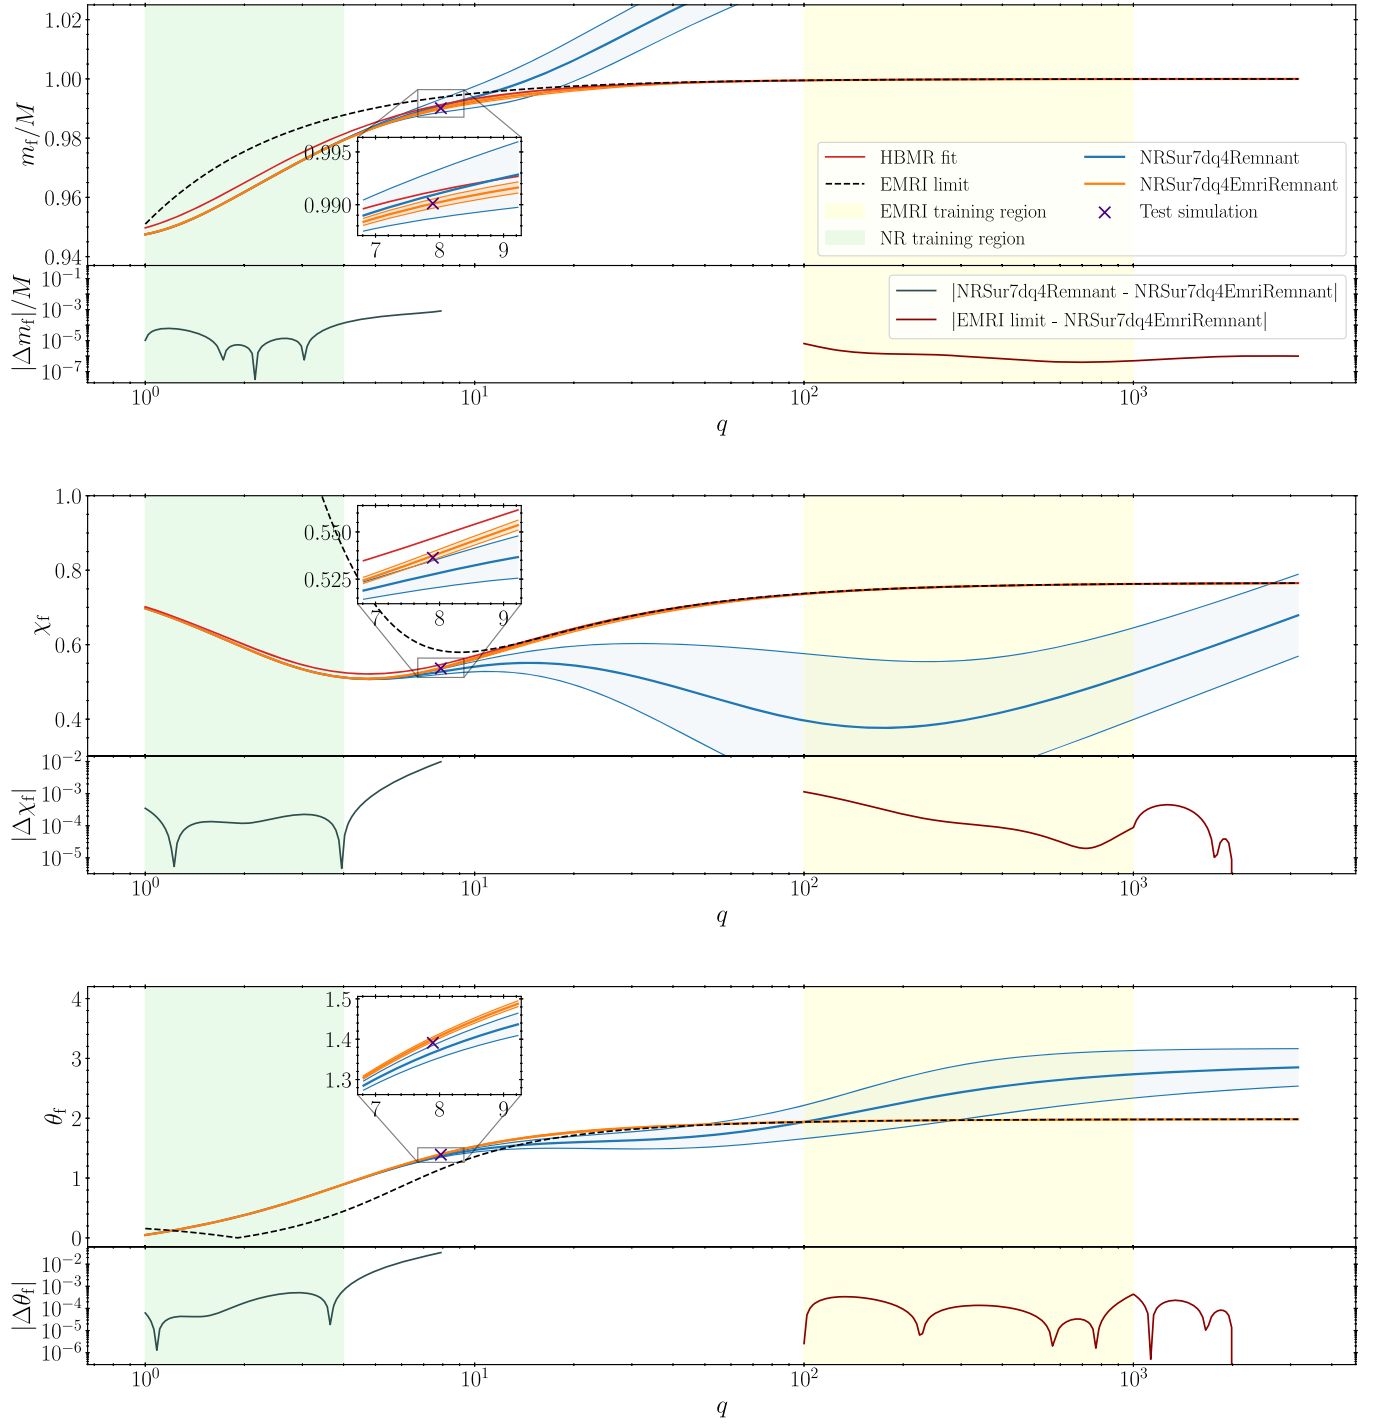 1.02
1.00
0.98
0.96
0.94
m_f/M
0.995
0.990
7 8 9
HBMR fit
EMRI limit
EMRI training region
NR training region
NRSur7dq4Remnant
NRSur7dq4EmriRemnant
Test simulation
10^-1
10^-3
10^-5
10^-7
|Δm_f|/M
|NRSur7dq4Remnant - NRSur7dq4EmriRemnant|
|EMRI limit - NRSur7dq4EmriRemnant|
10^0 10^1 10^2 10^3
q
1.0
0.8
0.6
0.4
χ_f
0.550
0.525
7 8 9
10^-2
10^-3
10^-4
10^-5
|Δχ_f|
10^0 10^1 10^2 10^3
q
4
3
2
1
0
θ_f
1.5
1.4
1.3
7 8 9
10^-2
10^-3
10^-4
10^-5
10^-6
|Δθ_f|
10^0 10^1 10^2 10^3
q